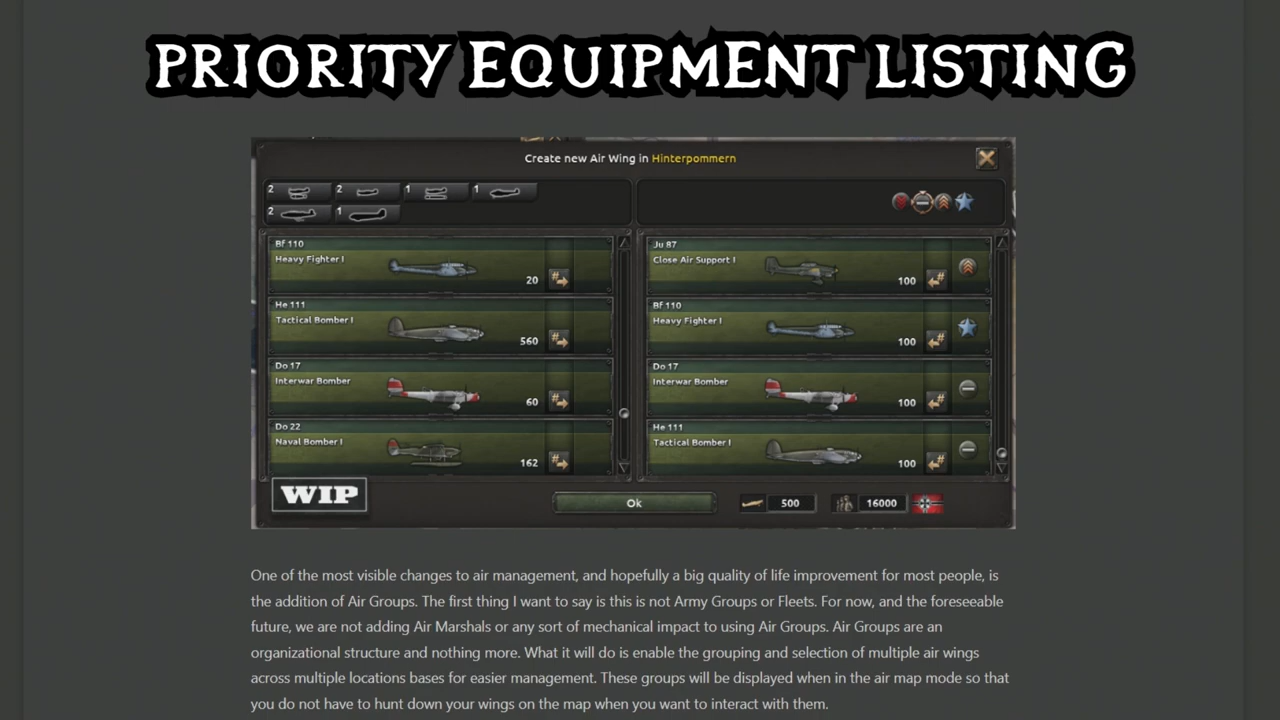 PRIORITY EQUIPMENT LISTING
Create new Air Wing in Hinterpommern
2 2 1 1
2 1
Bf 110
Heavy Fighter I
20
He 111
Tactical Bomber I
560
Do 17
Interwar Bomber
60
Do 22
Naval Bomber I
162
Ju 87
Close Air Support I
100
Bf 110
Heavy Fighter I
100
Do 17
Interwar Bomber
100
He 111
Tactical Bomber I
100
WIP
Ok
500
16000
One of the most visible changes to air management, and hopefully a big quality of life improvement for most people, is
the addition of Air Groups. The first thing I want to say is this is not Army Groups or Fleets. For now, and the foreseeable
future, we are not adding Air Marshals or any sort of mechanical impact to using Air Groups. Air Groups are an
organizational structure and nothing more. What it will do is enable the grouping and selection of multiple air wings
across multiple locations bases for easier management. These groups will be displayed when in the air map mode so that
you do not have to hunt down your wings on the map when you want to interact with them.